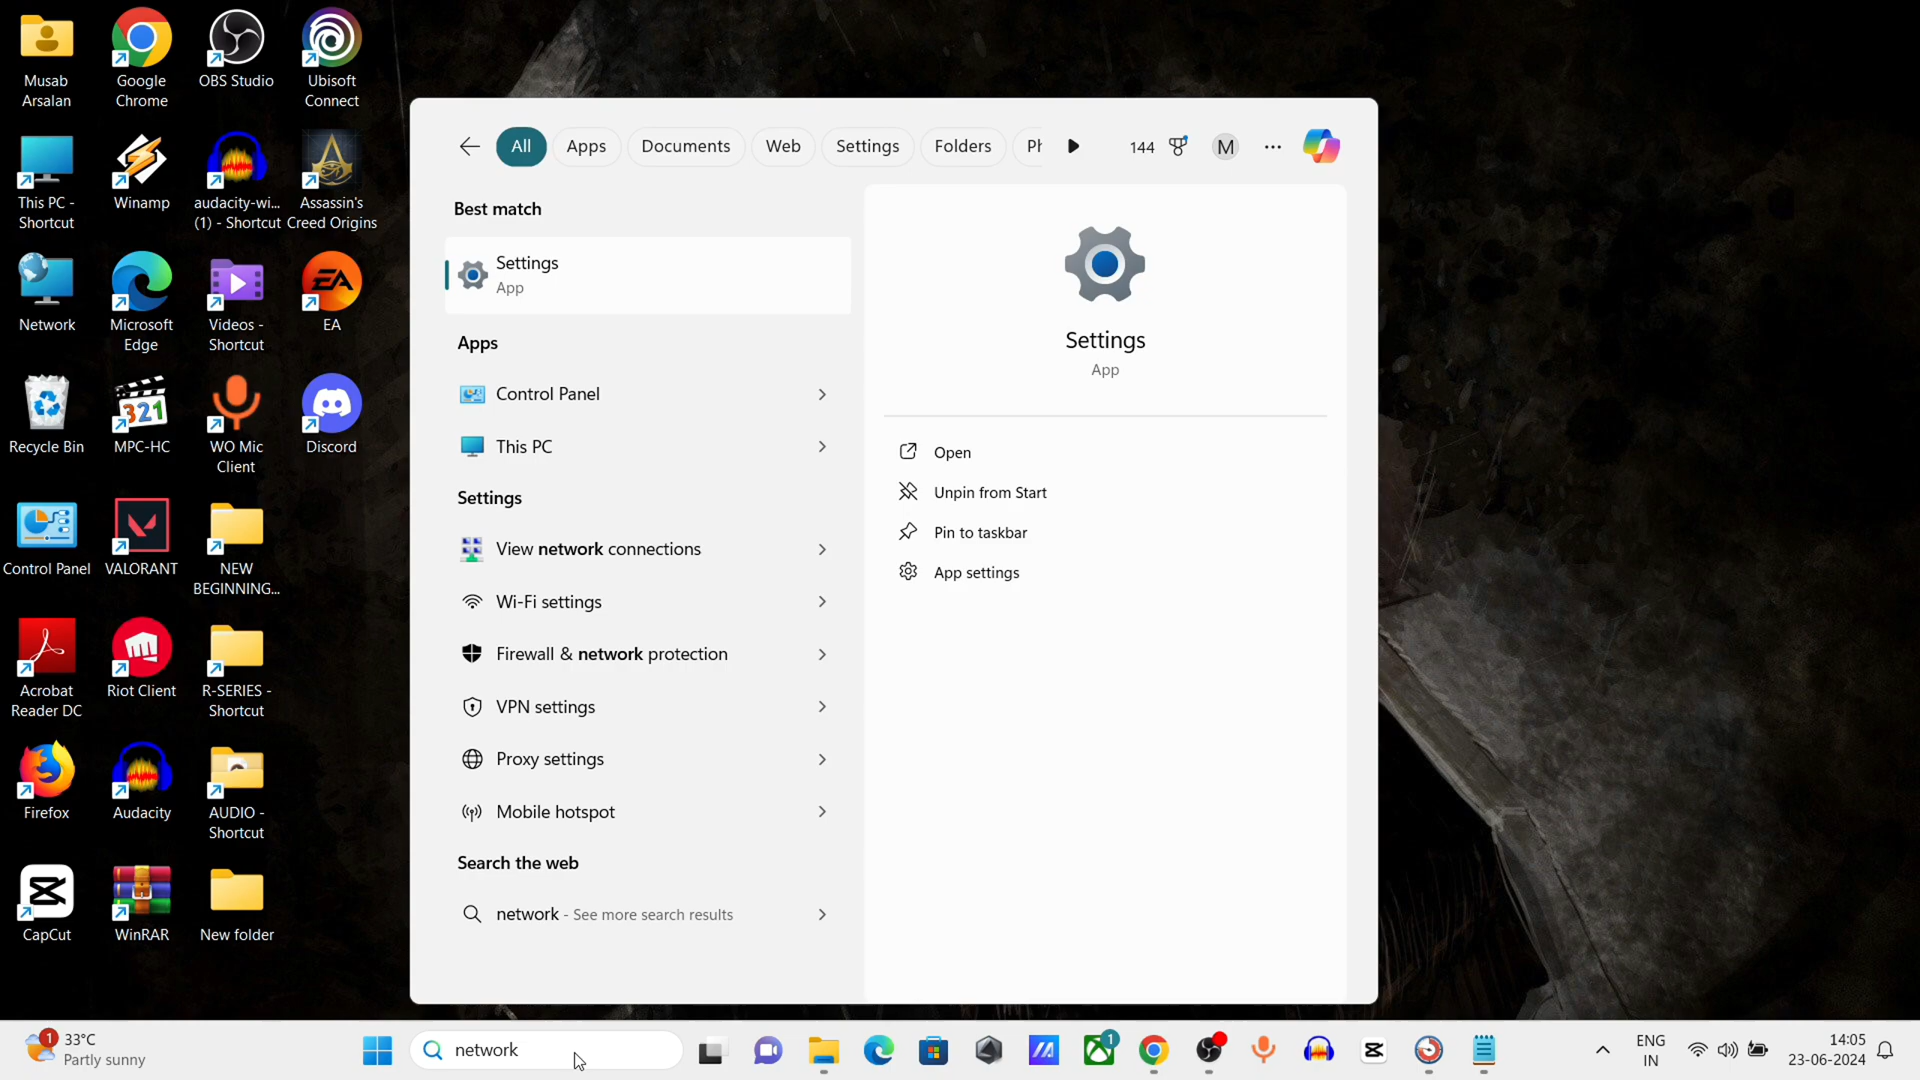 Musab
Arsalan
Google
Chrome
OBS Studio
Ubisoft
Connect
This PC -
Shortcut
Winamp
audacity-wi...
(1) - Shortcut
Assassin's
Creed Origins
Network
Microsoft
Edge
Videos -
Shortcut
EA
EA
Recycle Bin
321
MPC-HC
WO Mic
Client
Discord
Control Panel
VALORANT
NEW
BEGINNING...
Acrobat
Reader DC
Riot Client
R-SERIES -
Shortcut
Firefox
Audacity
AUDIO -
Shortcut
CapCut
WinRAR
New folder
All
Apps
Documents
Web
Settings
Folders
Ph
144
M
Best match
Settings
App
Apps
Control Panel
This PC
Settings
View network connections
Wi-Fi settings
Firewall & network protection
VPN settings
Proxy settings
Mobile hotspot
Search the web
network - See more search results
Settings
App
Open
Unpin from Start
Pin to taskbar
App settings
1
33°C
Partly sunny
network
1
ENG
IN
14:05
23-06-2024